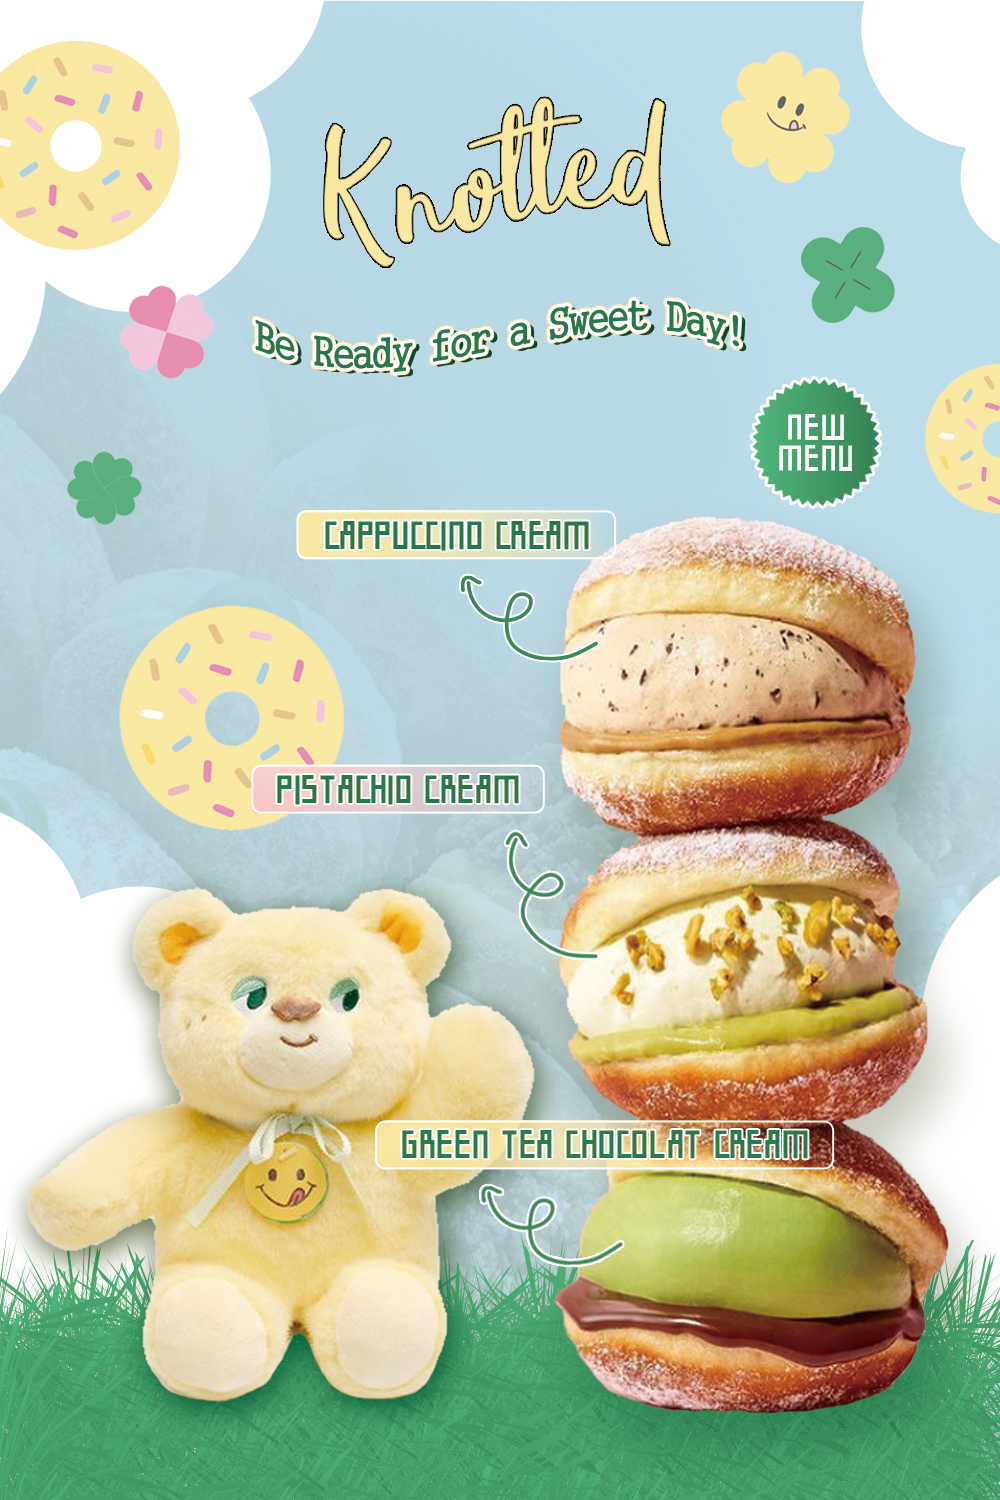 Knotted
Be Ready for a Sweet Day!
NEW
MENU
CAPPUCCINO CREAM
PISTACHIO CREAM
GREEN TEA CHOCOLAT CREAM